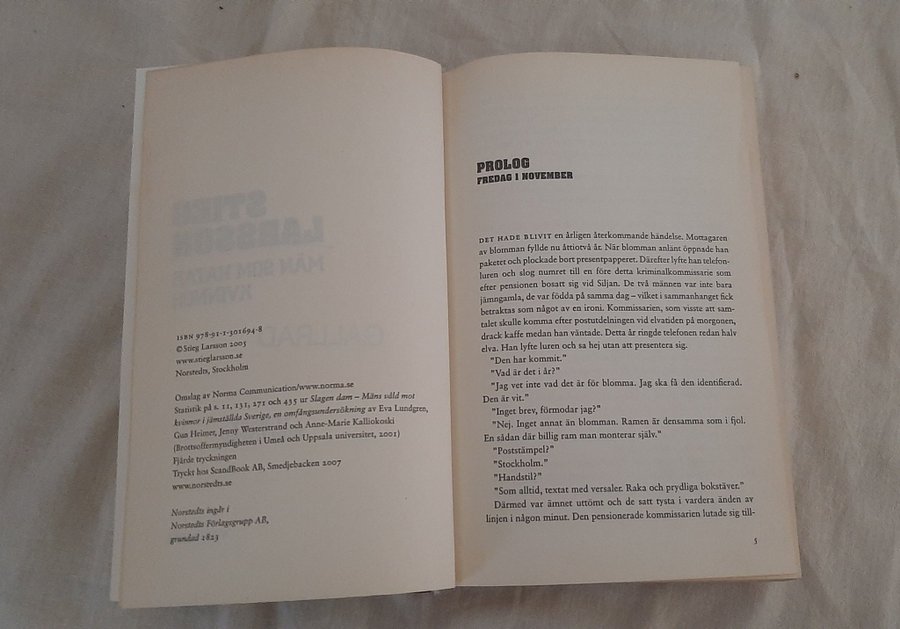 ISBN 978-91-1-301694-8
© Stieg Larsson 2005
www.stieglarsson.se
Norstedts, Stockholm
Omslag av Norma Communication/www.norma.se
Statistik på s. 11, 131, 271 och 435 ur Slagen dam – Mäns våld mot
kvinnor i jämställda Sverige, en omfångsundersökning av Eva Lundgren,
Gun Heimer, Jenny Westerstrand och Anne-Marie Kalliokoski
(Brottsoffermyndigheten i Umeå och Uppsala universitet, 2001)
Fjärde tryckningen
Tryckt hos ScandBook AB, Smedjebacken 2007
www.norstedts.se
Norstedts ingår i
Norstedts Förlagsgrupp AB,
grundad 1823
PROLOG
FREDAG I NOVEMBER
DET HADE BLIVIT en årligen återkommande händelse. Mottagaren
av blomman fyllde nu åttiotvå år. När blomman anlänt öppnade han
paketet och plockade bort presentpapperet. Därefter lyfte han telefon-
luren och slog numret till en före detta kriminalkommissarie som
efter pensionen bosatt sig vid Siljan. De två männen var inte bara
jämngamla, de var födda på samma dag – vilket i sammanhanget fick
betraktas som något av en ironi. Kommissarien, som visste att sam-
talet skulle komma efter postutdelningen vid elvatiden på morgonen,
drack kaffe medan han väntade. Detta år ringde telefonen redan halv
elva. Han lyfte luren och sa hej utan att presentera sig.
"Den har kommit."
"Vad är det i år?"
"Jag vet inte vad det är för blomma. Jag ska få den identifierad.
Den är vit."
"Inget brev, förmodar jag?"
"Nej. Inget annat än blomman. Ramen är densamma som i fjol.
En sådan där billig ram man monterar själv."
"Poststämpel?"
"Stockholm."
"Handstil?"
"Som alltid, textat med versaler. Raka och prydliga bokstäver."
Därmed var ämnet uttömt och de satt tysta i vardera änden av
linjen i någon minut. Den pensionerade kommissarien lutade sig till-
5